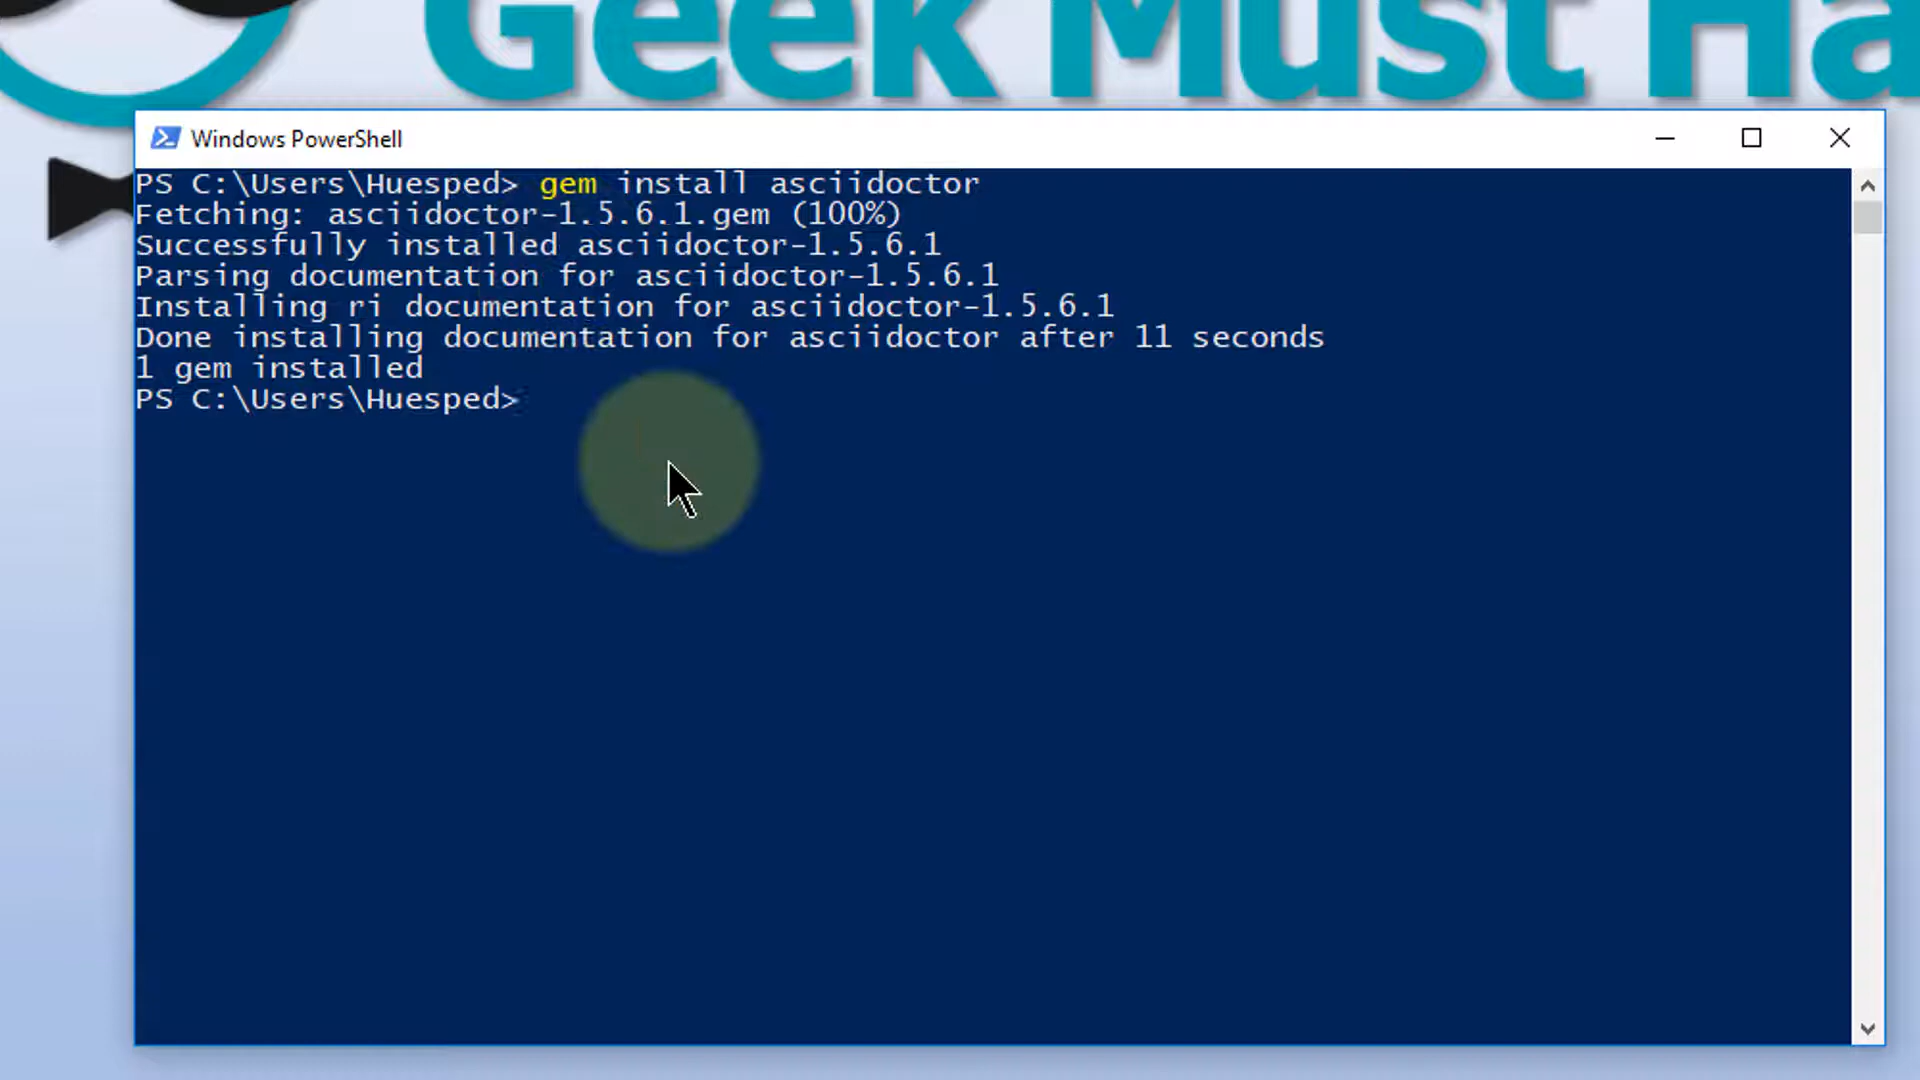 Geek Must Ha
Windows PowerShell
PS C:\Users\Huesped> gem install asciidoctor
Fetching: asciidoctor-1.5.6.1.gem (100%)
Successfully installed asciidoctor-1.5.6.1
Parsing documentation for asciidoctor-1.5.6.1
Installing ri documentation for asciidoctor-1.5.6.1
Done installing documentation for asciidoctor after 11 seconds
1 gem installed
PS C:\Users\Huesped>